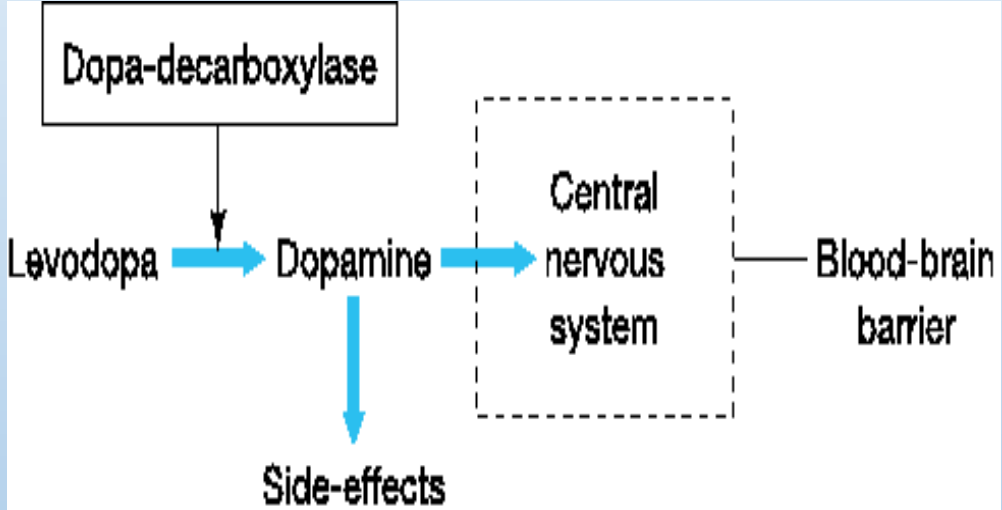 Dopa-decarboxylase
Levodopa
Dopamine
Central
nervous
system
Blood-brain
barrier
Side-effects